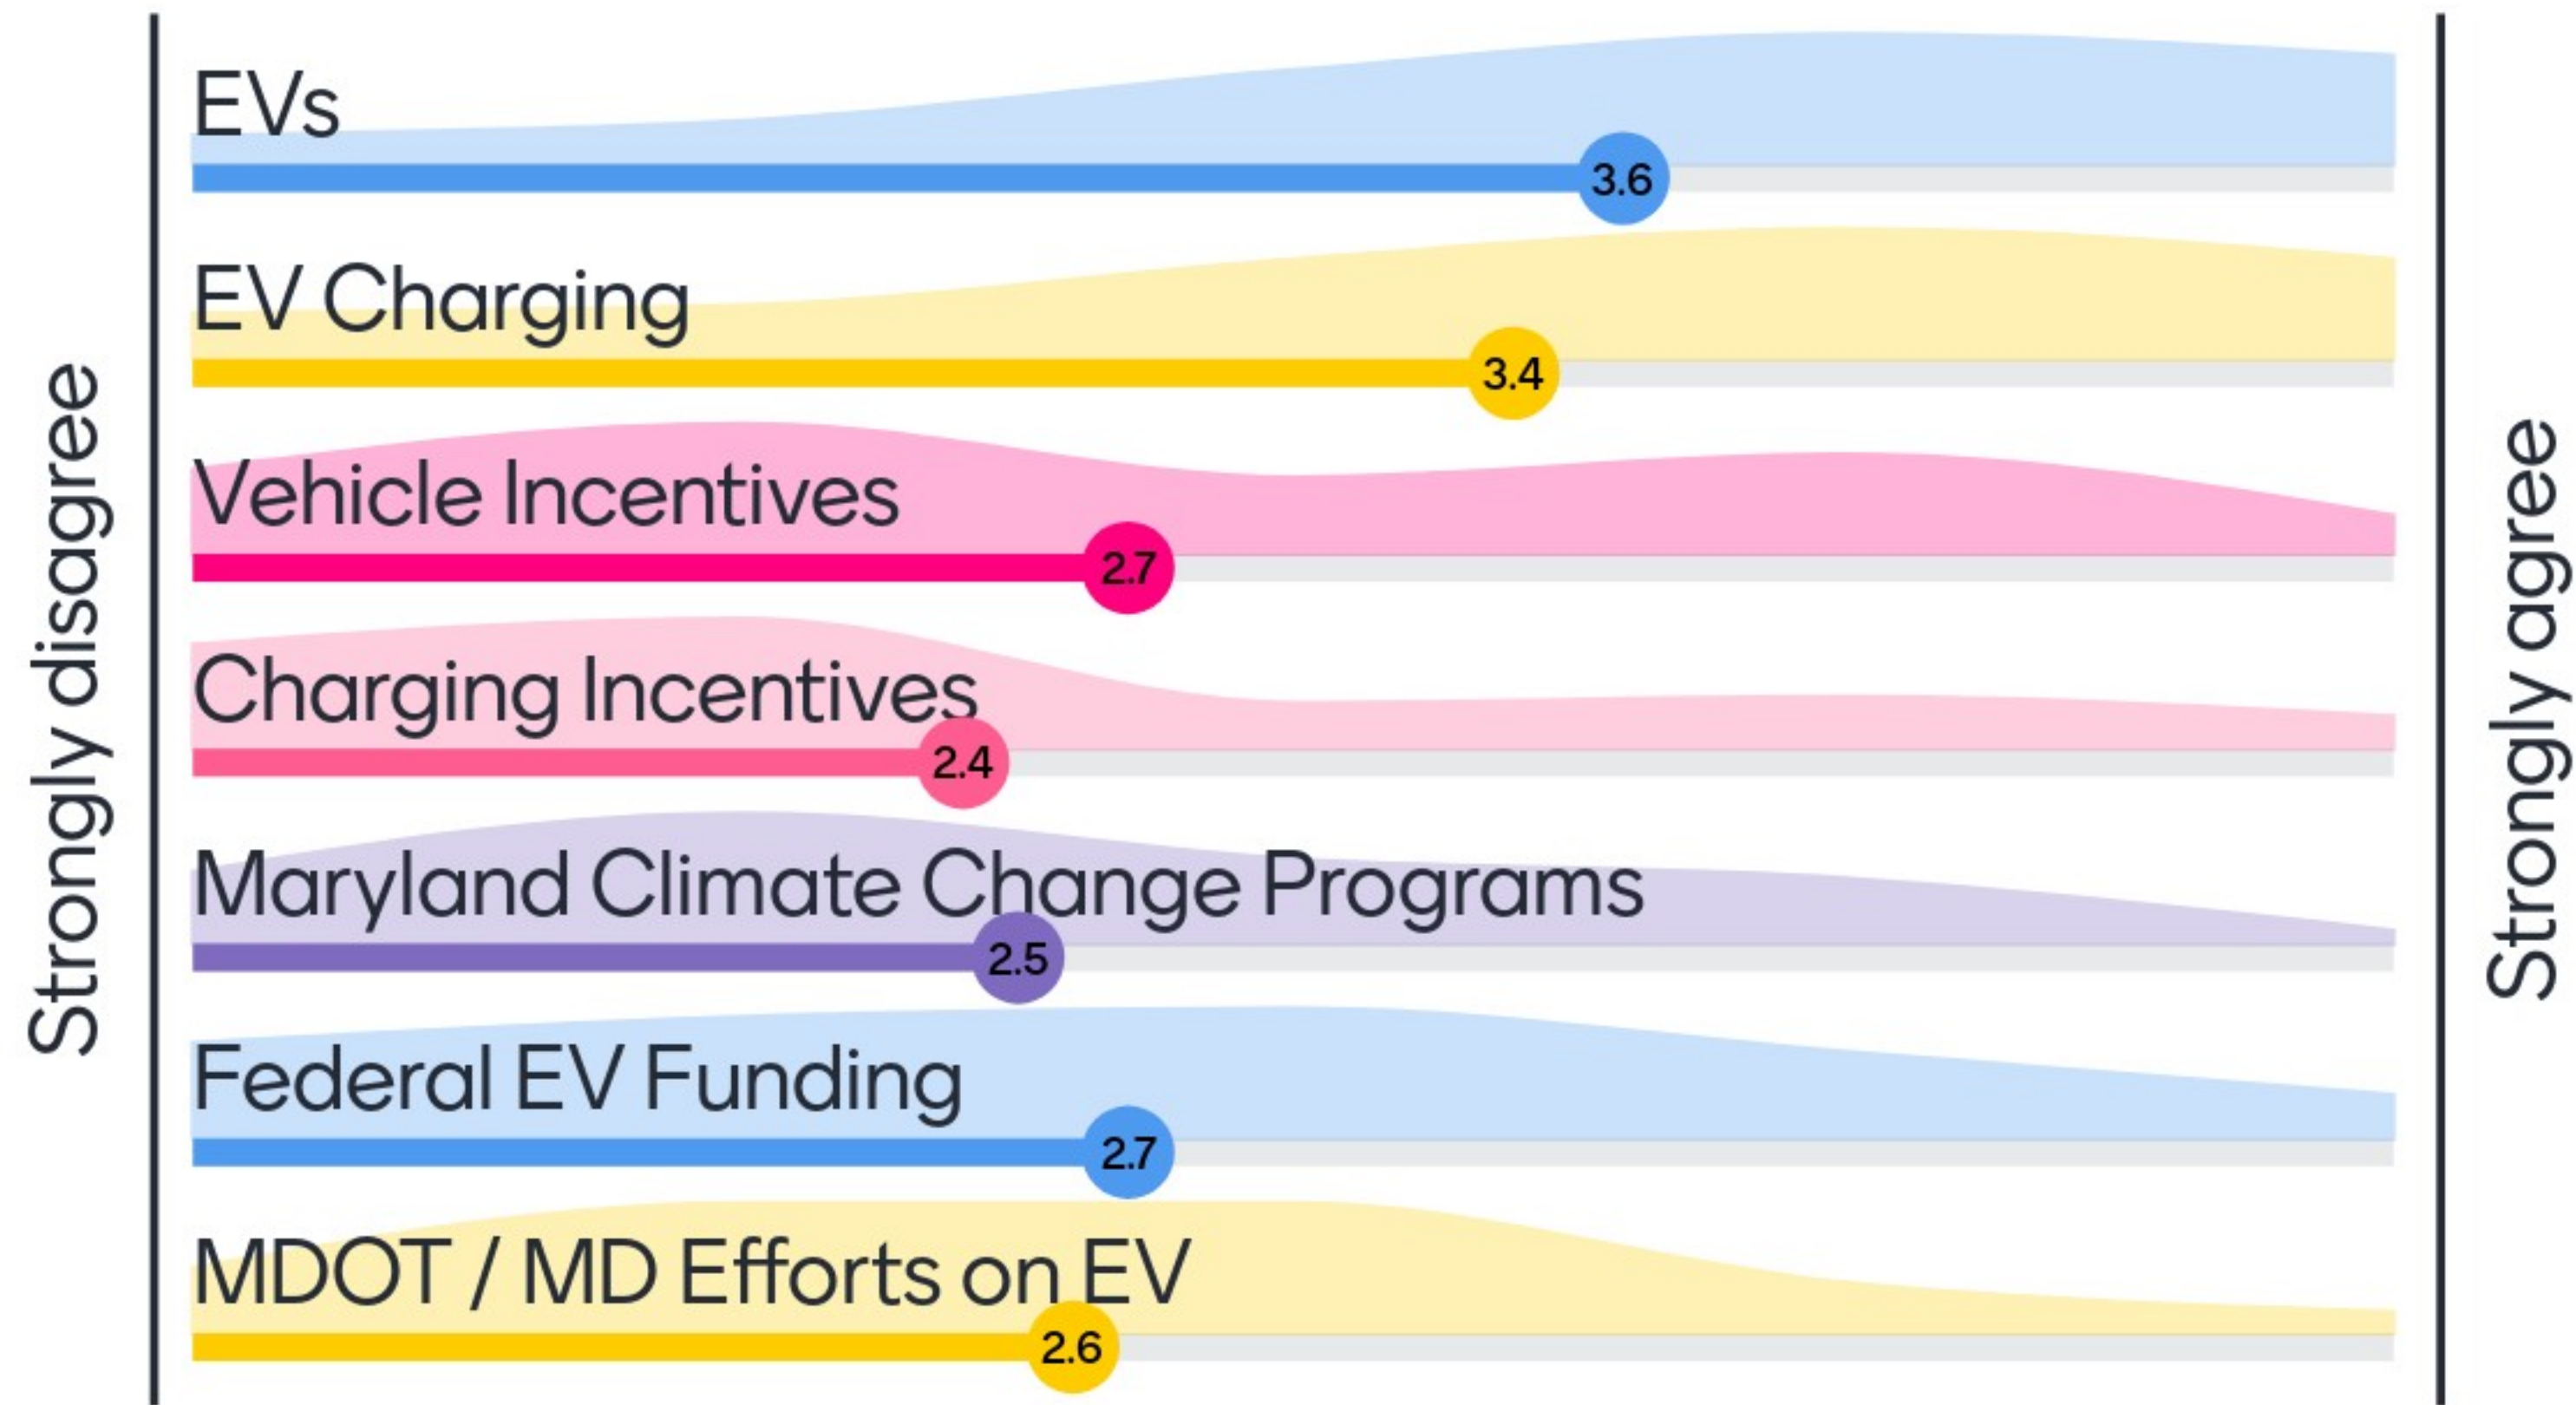 Strongly disagree
EVs
3.6
EV Charging
3.4
Vehicle Incentives
2.7
Charging Incentives
2.4
Maryland Climate Change Programs
2.5
Federal EV Funding
2.7
MDOT / MD Efforts on EV
2.6
Strongly agree